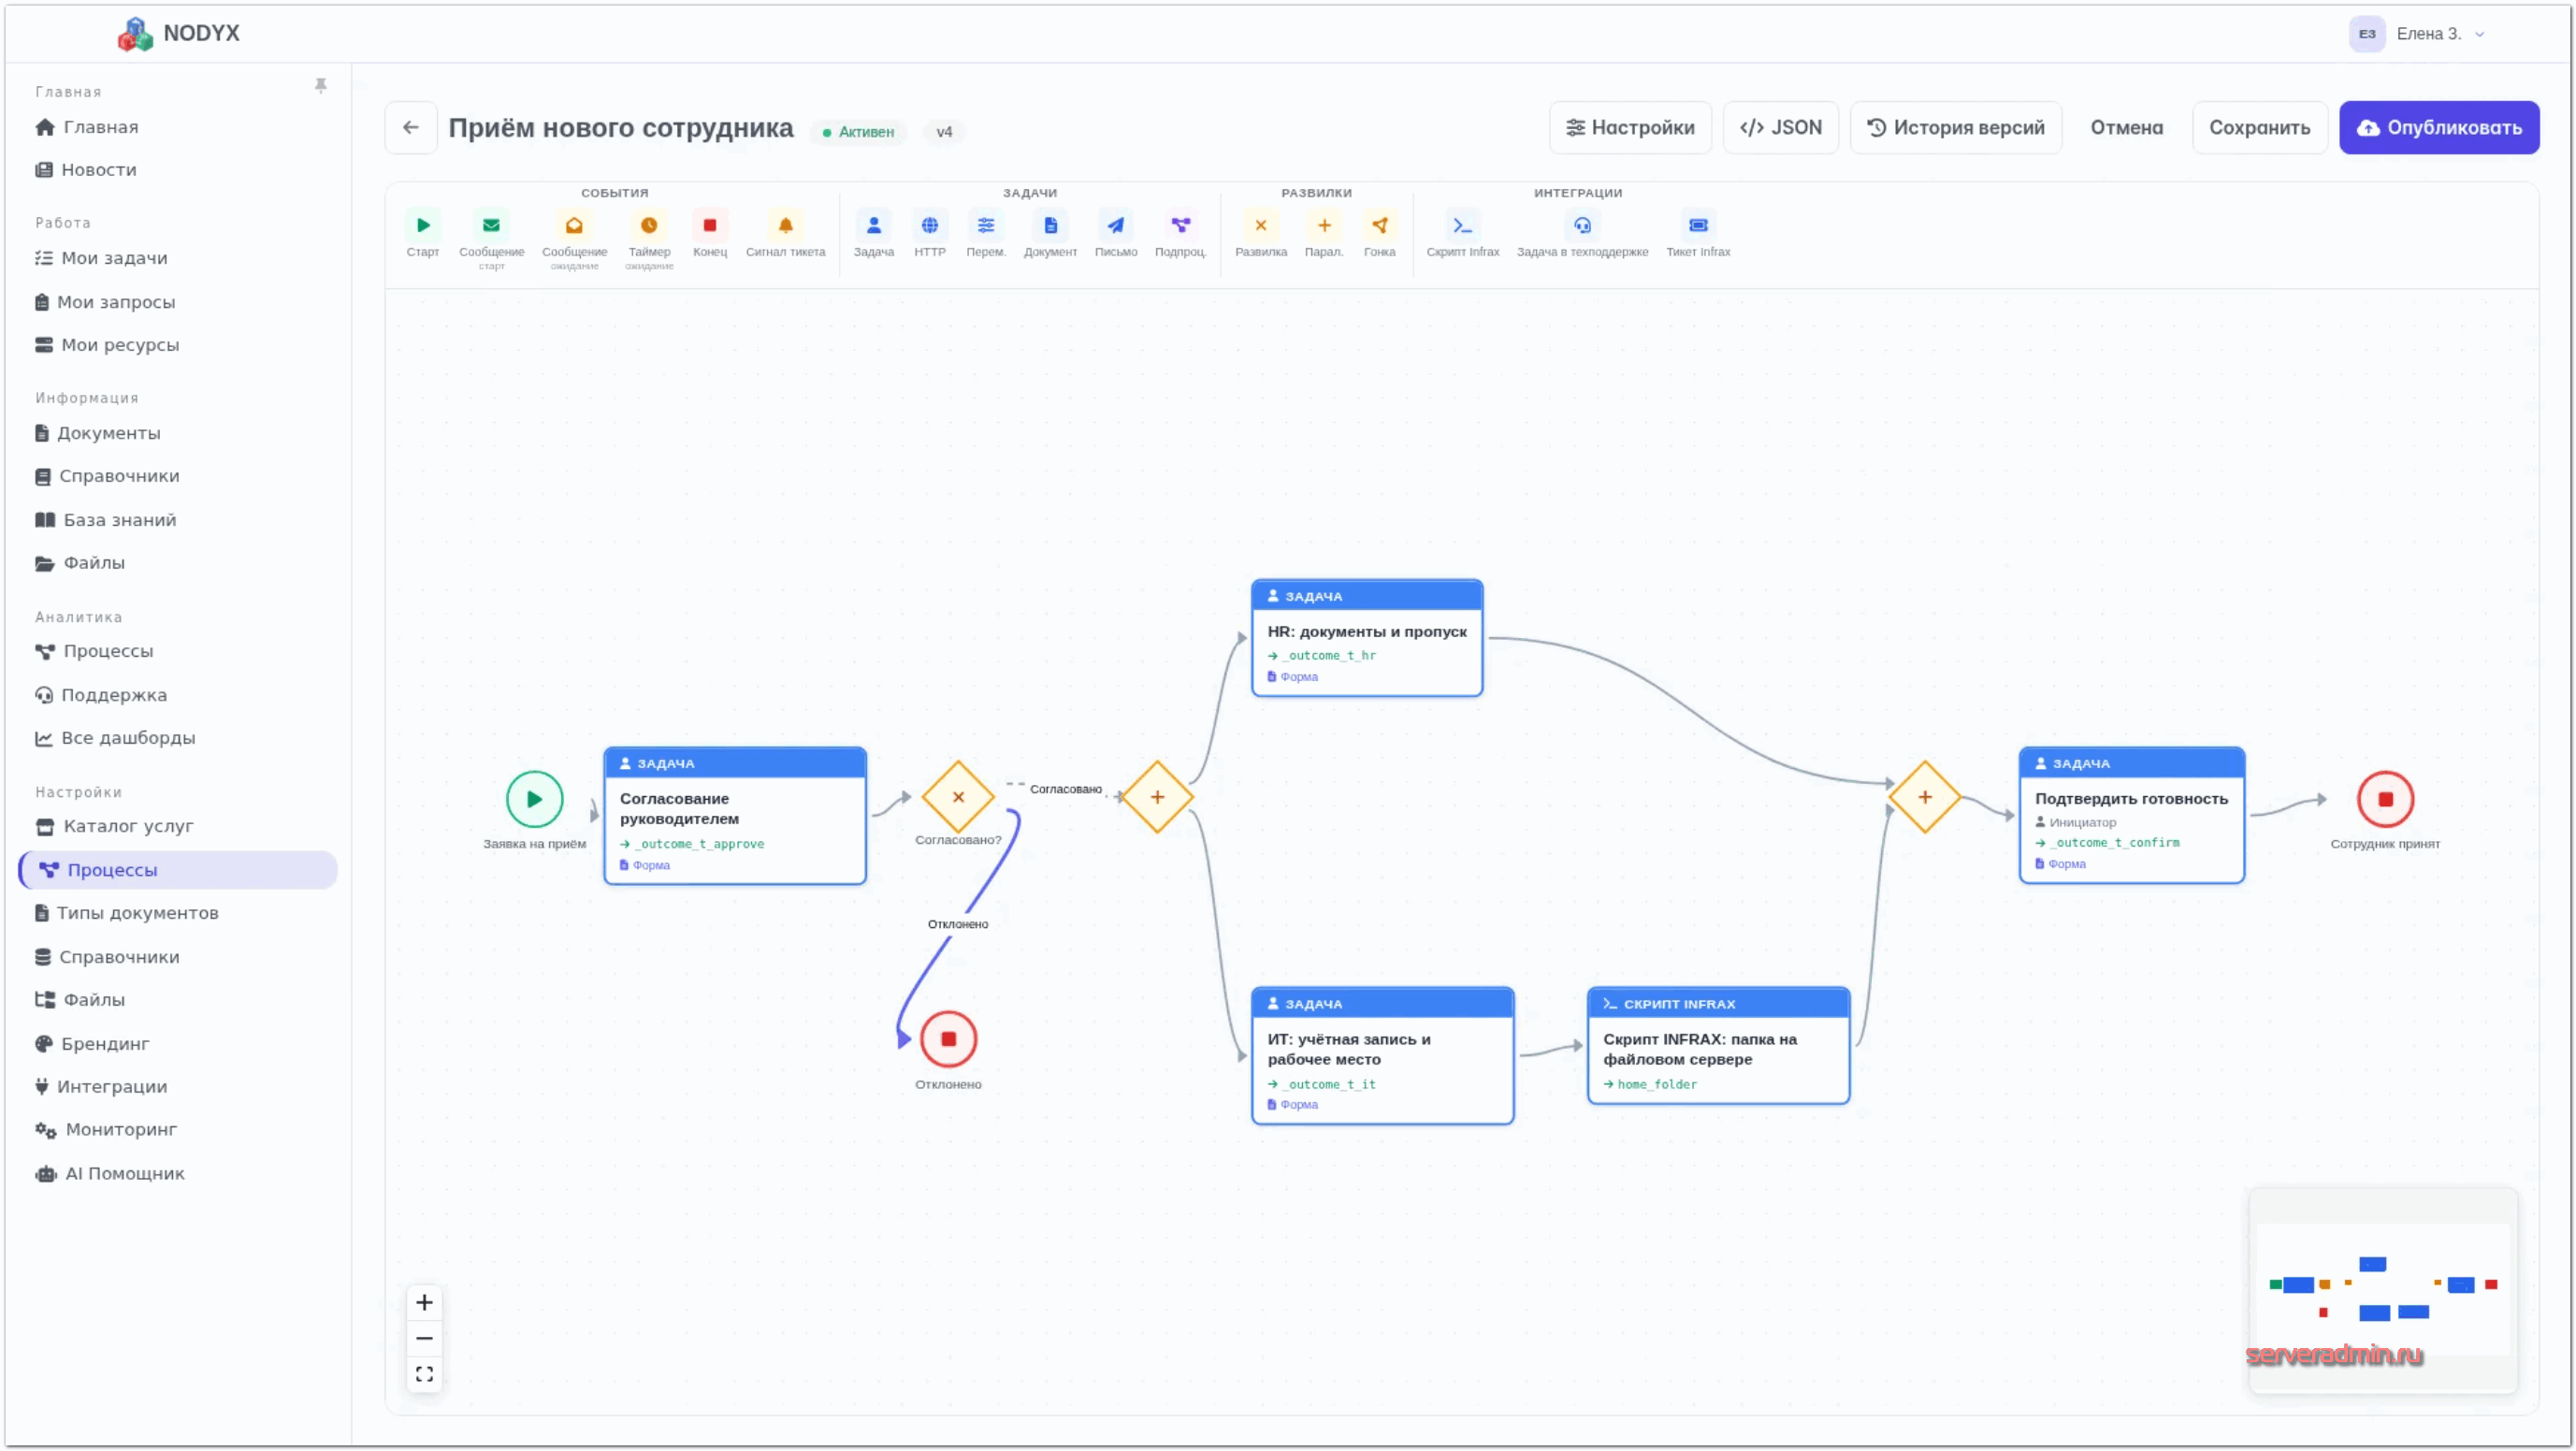 NODYX
ЕЗ Елена З.
Главная
Главная
Новости
Работа
Мои задачи
Мои запросы
Мои ресурсы
Информация
Документы
Справочники
База знаний
Файлы
Аналитика
Процессы
Поддержка
Все дашборды
Настройки
Каталог услуг
Процессы
Типы документов
Справочники
Файлы
Брендинг
Интеграции
Мониторинг
AI Помощник
Приём нового сотрудника Активен v4
Настройки </> JSON История версий Отмена Сохранить Опубликовать
СОБЫТИЯ ЗАДАЧИ РАЗВИЛКИ ИНТЕГРАЦИИ
Старт Сообщение Сообщение Таймер Конец Сигнал тикета Задача HTTP Перем. Документ Письмо Подпроц. Развилка Парал. Гонка Скрипт Infrax Задача в техподдержке Тикет Infrax
старт ожидание ожидание
Заявка на приём
ЗАДАЧА
Согласование
руководителем
_outcome_t_approve
Форма
Согласовано?
Согласовано
Отклонено
Отклонено
ЗАДАЧА
HR: документы и пропуск
_outcome_t_hr
Форма
ЗАДАЧА
ИТ: учётная запись и
рабочее место
_outcome_t_it
Форма
СКРИПТ INFRAX
Скрипт INFRAX: папка на
файловом сервере
home_folder
ЗАДАЧА
Подтвердить готовность
Инициатор
_outcome_t_confirm
Форма
Сотрудник принят
serveradmin.ru